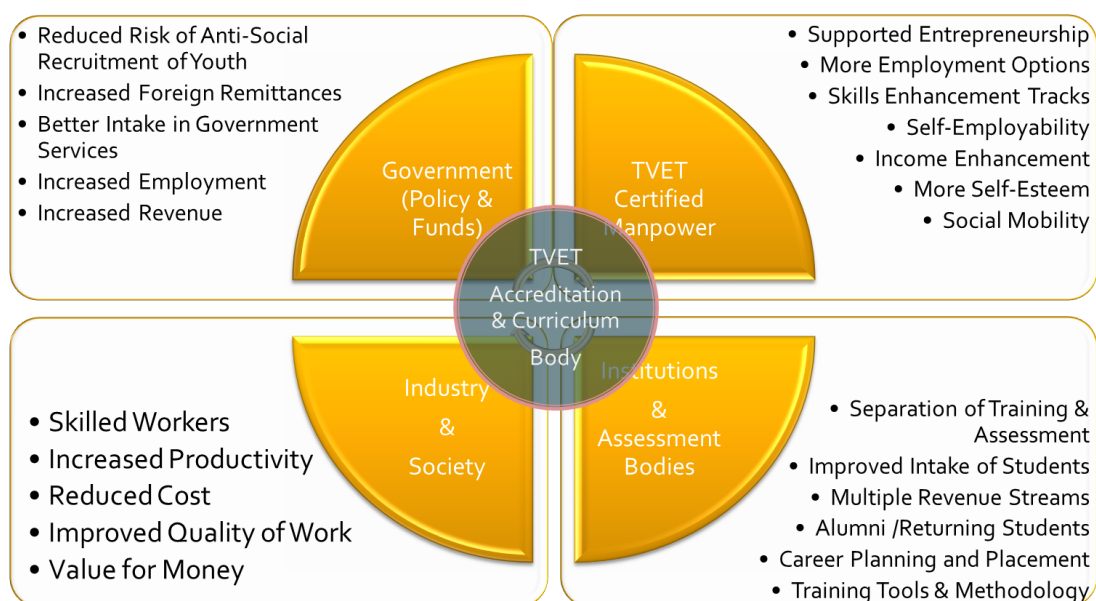 • Reduced Risk of Anti-Social
Recruitment of Youth
• Increased Foreign Remittances
• Better Intake in Government
Services
• Increased Employment
• Increased Revenue
Government
(Policy &
Funds)
TVET
Certified
Manpower
• Supported Entrepreneurship
• More Employment Options
• Skills Enhancement Tracks
• Self-Employability
• Income Enhancement
• More Self-Esteem
• Social Mobility
TVET
Accreditation
& Curriculum
Body
• Skilled Workers
• Increased Productivity
• Reduced Cost
• Improved Quality of Work
• Value for Money
Industry
&
Society
Institutions
&
Assessment
Bodies
• Separation of Training &
Assessment
• Improved Intake of Students
• Multiple Revenue Streams
• Alumni /Returning Students
• Career Planning and Placement
• Training Tools & Methodology